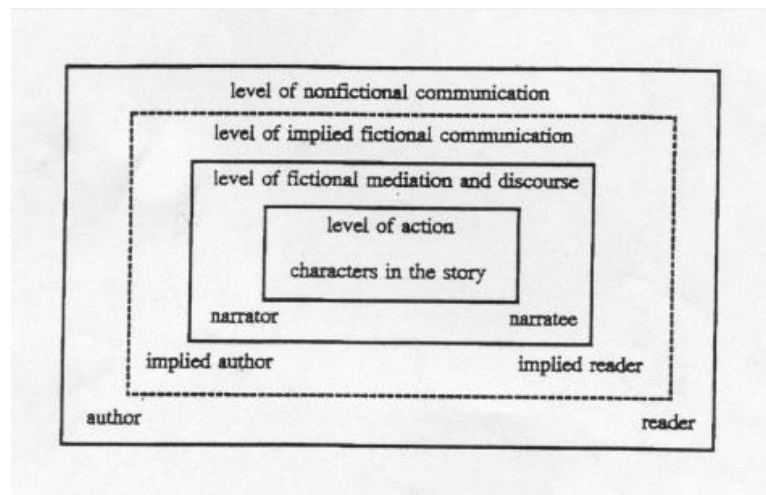 level of nonfictional communication
level of implied fictional communication
level of fictional mediation and discourse
level of action
characters in the story
narrator narratee
implied author implied reader
author reader